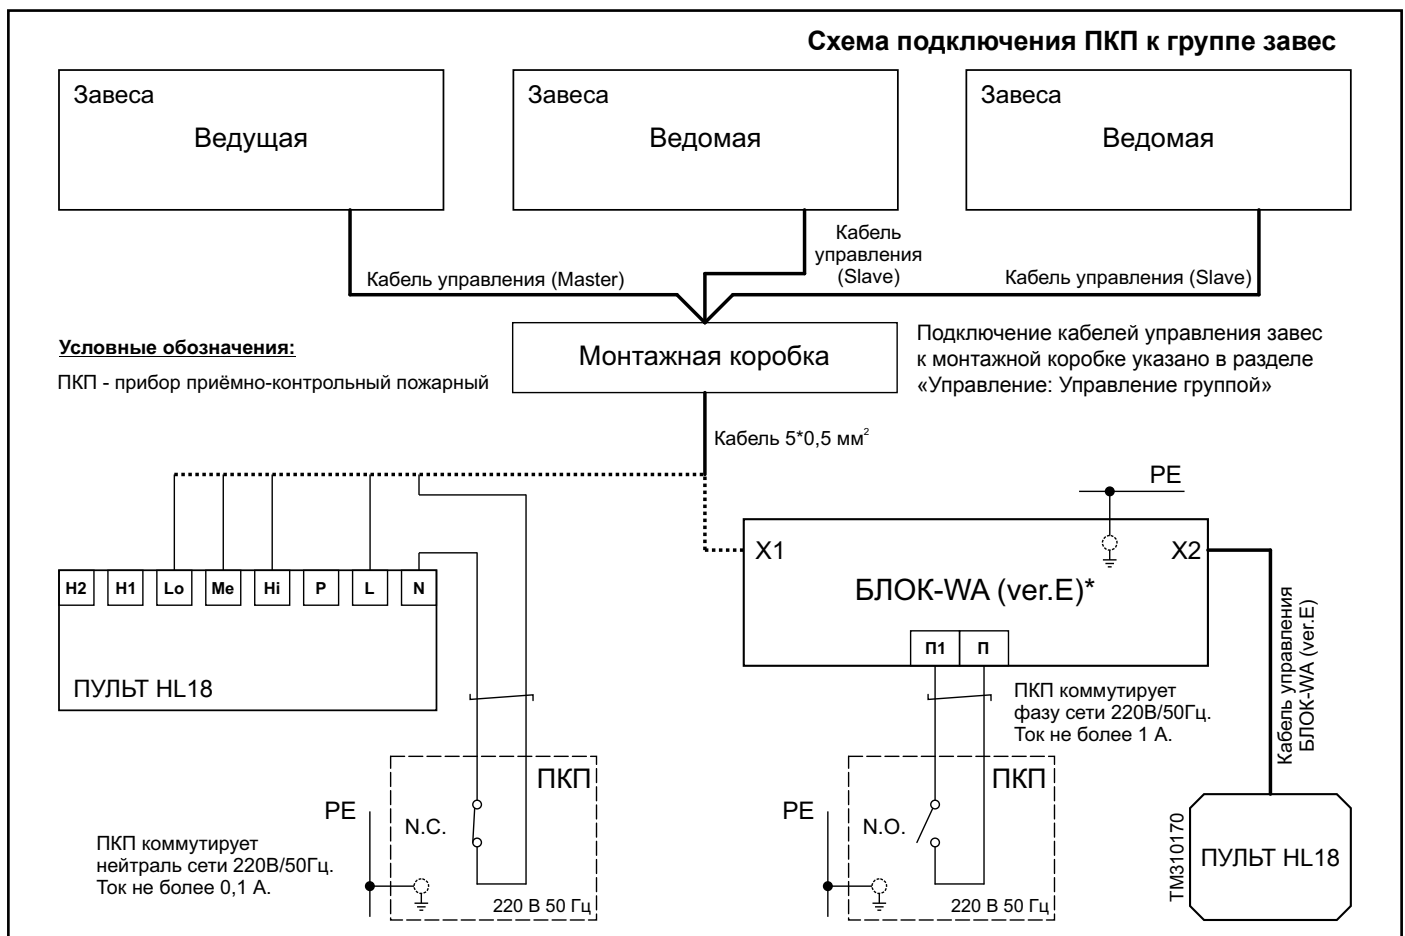 Схема подключения ПКП к группе завес
Завеса
Ведущая
Завеса
Ведомая
Завеса
Ведомая
Кабель
управления
(Slave)
Кабель управления (Master)
Кабель управления (Slave)
Условные обозначения:
ПКП - прибор приёмно-контрольный пожарный
Монтажная коробка
Подключение кабелей управления завес
к монтажной коробке указано в разделе
«Управление: Управление группой»
Кабель 5*0,5 мм²
PE
X1
X2
БЛОК-WA (ver.E)*
H2 H1 Lo Me Hi P L N
П1 П
ПУЛЬТ HL18
ПКП коммутирует
фазу сети 220В/50Гц.
Ток не более 1 А.
Кабель управления
БЛОК-WA (ver.E)
ПКП
PE
N.C.
ПКП коммутирует
нейтраль сети 220В/50Гц.
Ток не более 0,1 А.
220 В 50 Гц
ПКП
PE
N.O.
220 В 50 Гц
TM310170
ПУЛЬТ HL18